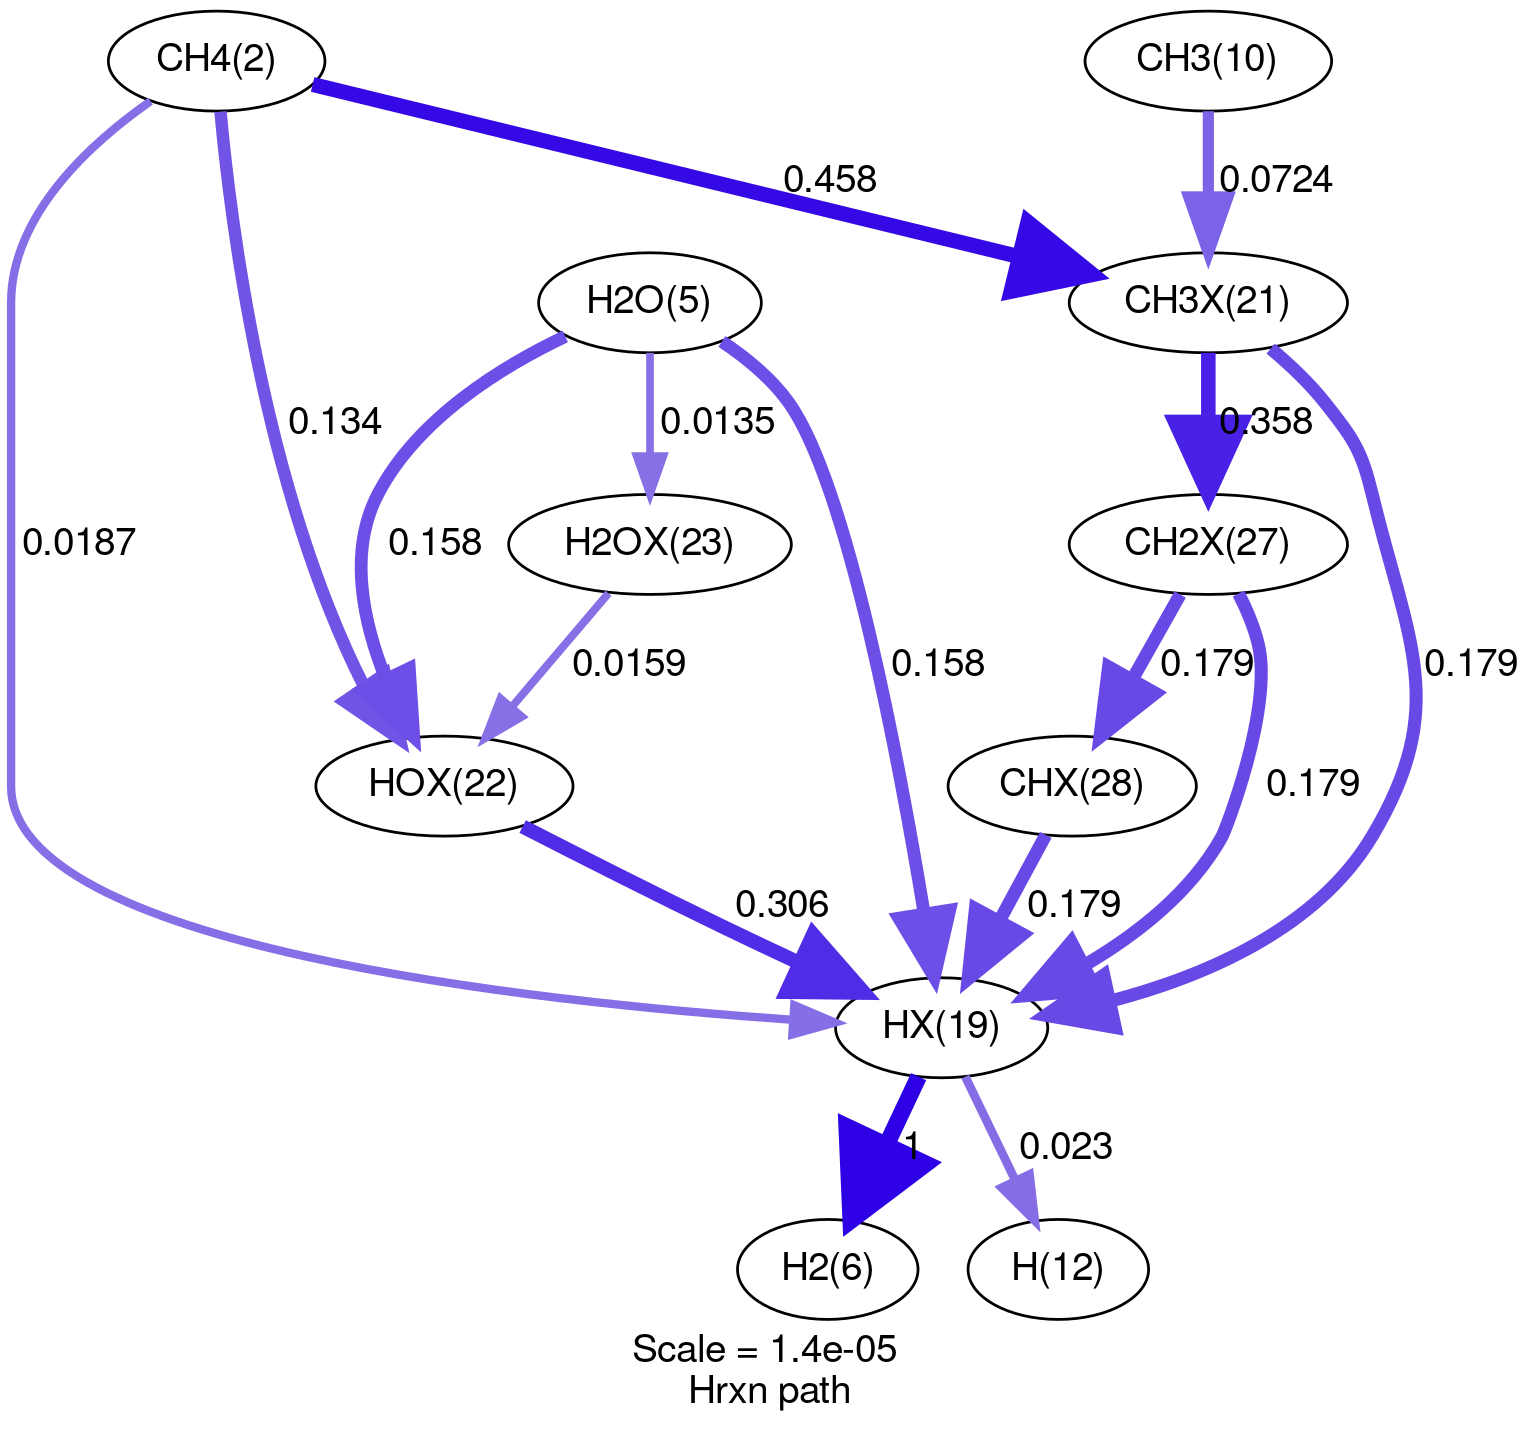 CH4(2)
CH3(10)
0.458
0.0724
H2O(5)
CH3X(21)
0.134
0.0135
0.358
0.0187
0.158
H2OX(23)
CH2X(27)
0.0159
0.158
0.179
0.179
HOX(22)
CHX(28)
0.179
0.306
0.179
HX(19)
1
0.023
H2(6)
H(12)
Scale = 1.4e-05
Hrxn path